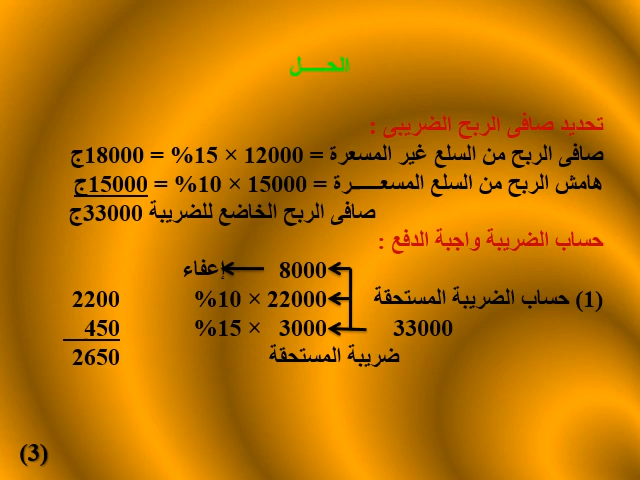 الحـــــل
تحديد صافى الربح الضريبى :
صافى الربح من السلع غير المسعرة = 12000 × 15% = 18000ج
هامش الربح من السلع المسعـــــرة = 15000 × 10% = 15000ج
صافى الربح الخاضع للضريبة 33000ج
حساب الضريبة واجبة الدفع :
8000 إعفاء
(1) حساب الضريبة المستحقة 22000 × 10% 2200
33000 3000 × 15% 450
ضريبة المستحقة 2650
(3)